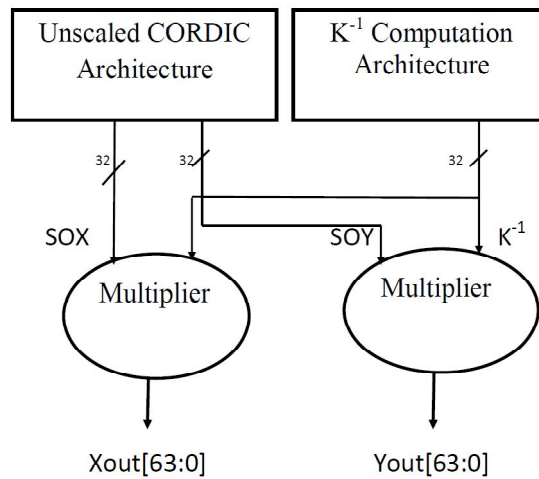 Unscaled CORDIC
Architecture
K⁻¹ Computation
Architecture
32
32
32
SOX
SOY
K⁻¹
Multiplier
Multiplier
Xout[63:0]
Yout[63:0]